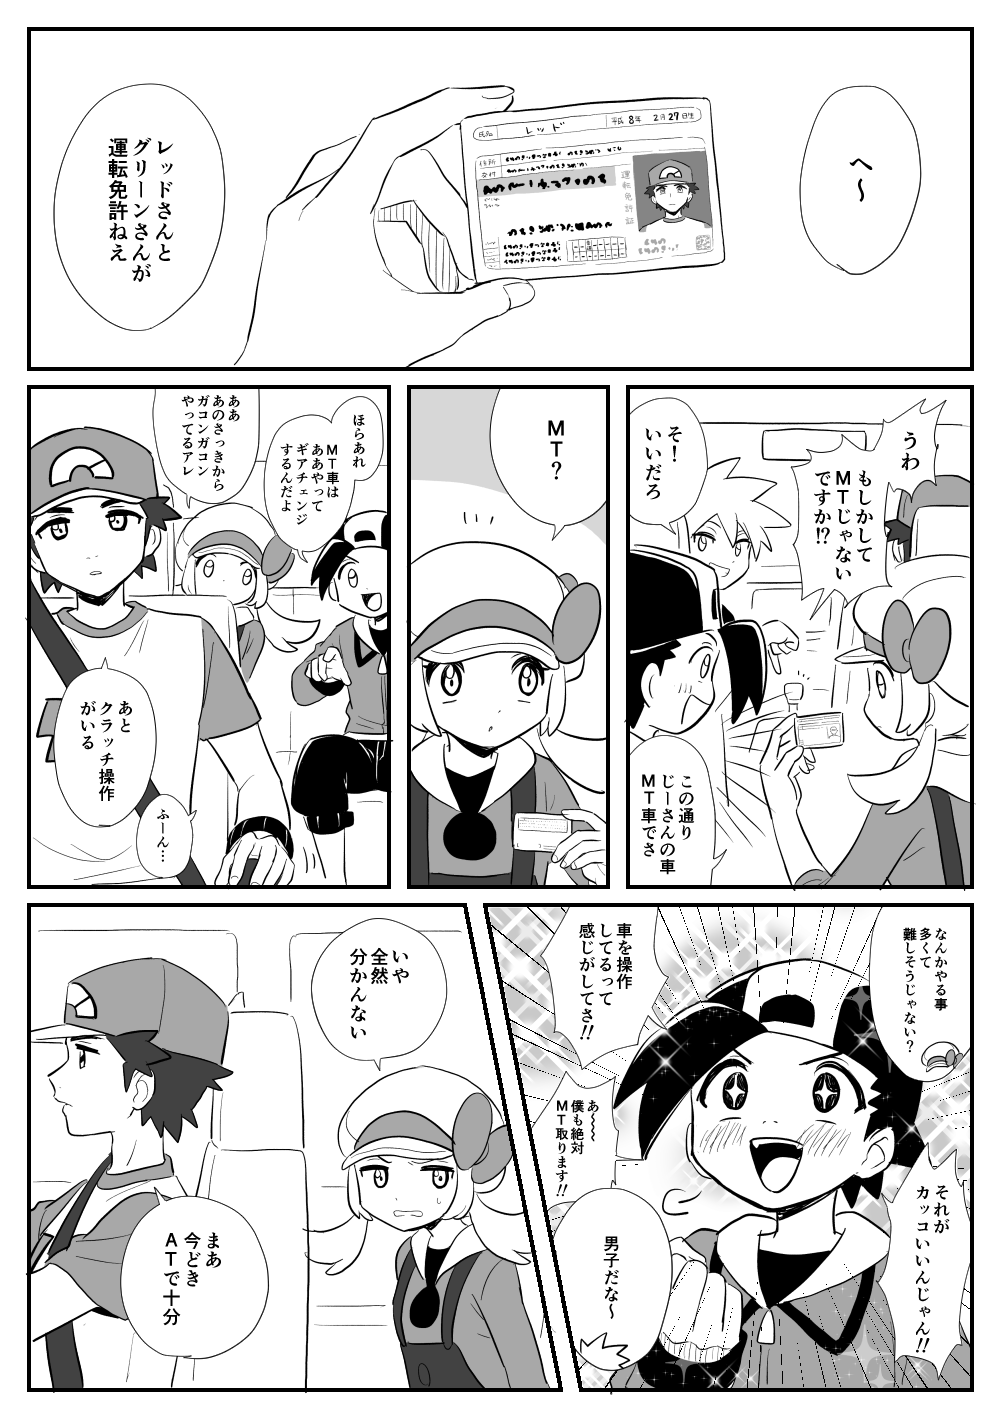 へ〜
レッドさんと
グリーンさんが
運転免許ねえ
氏名
レッド
平成 8年 2月27日生
住所
交付
運転免許証
うわ
もしかして
ＭＴじゃない
ですか!?
そ！
いいだろ
この通り
じーさんの車
ＭＴ車でさ
ＭＴ？
ほらあれ
ＭＴ車は
ああやって
ギアチェンジ
するんだよ
ああ
あのさっきから
ガコンガコン
やってるアレ
あと
クラッチ操作
がいる
ふーん…
なんかやる事
多くて
難しそうじゃない？
それが
カッコいいんじゃん!!
車を操作
してるって
感じがしてさ!!
あ〜〜〜
僕も絶対
ＭＴ取ります!!
男子だな〜
いや
全然
分かんない
まあ
今どき
ＡＴで十分